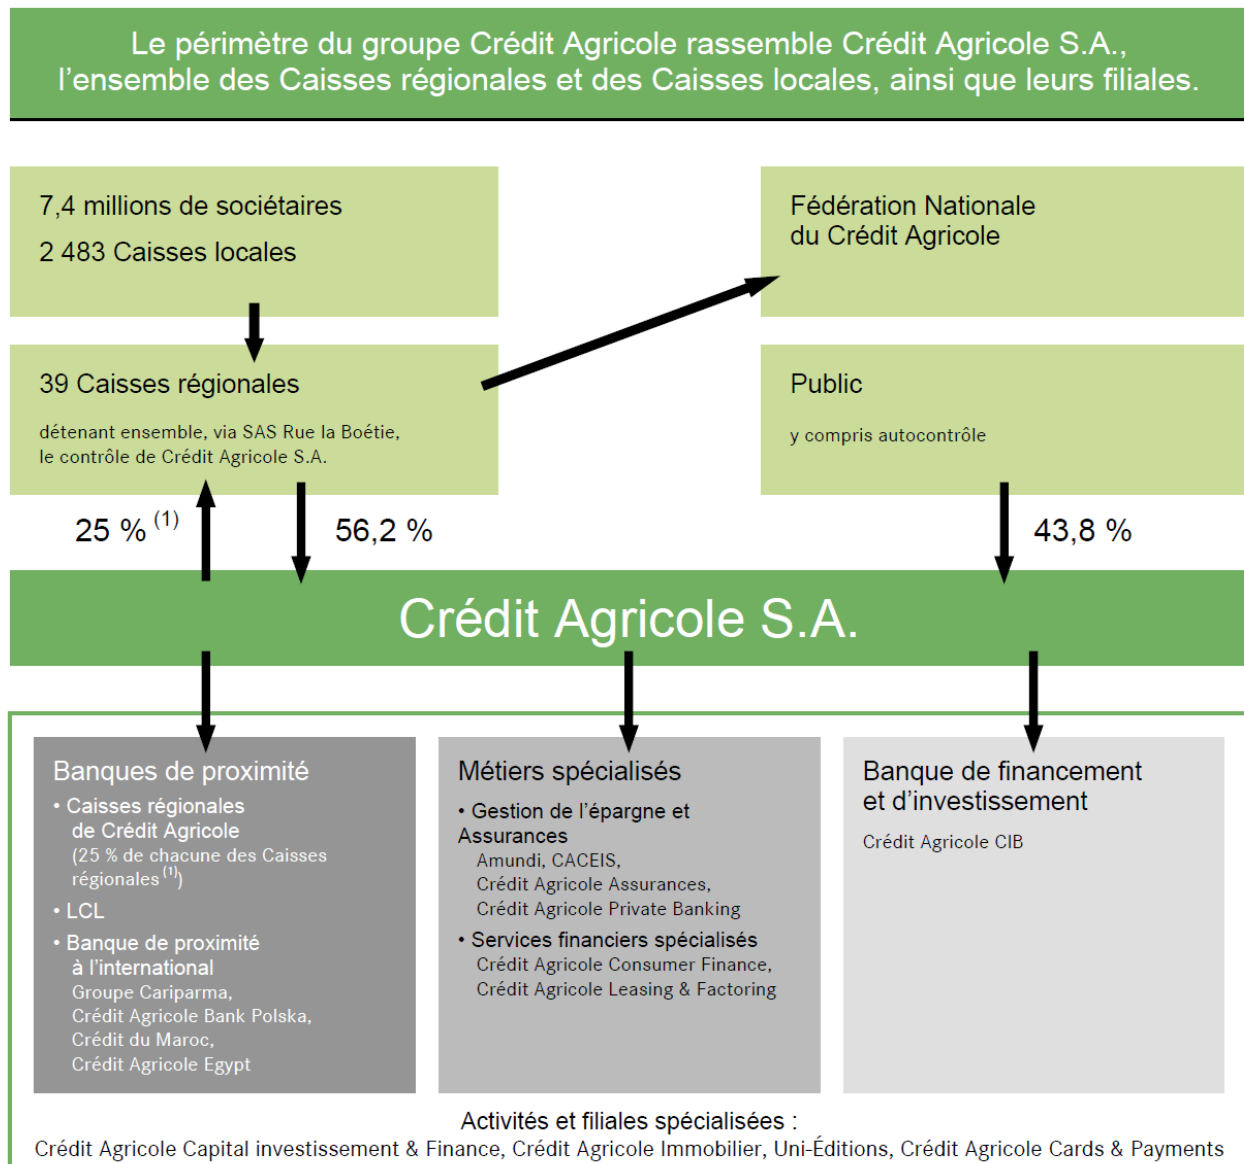 Le périmètre du groupe Crédit Agricole rassemble Crédit Agricole S.A.,
l'ensemble des Caisses régionales et des Caisses locales, ainsi que leurs filiales.
7,4 millions de sociétaires
2 483 Caisses locales
Fédération Nationale
du Crédit Agricole
39 Caisses régionales
détenant ensemble, via SAS Rue la Boétie,
le contrôle de Crédit Agricole S.A.
Public
y compris autocontrôle
25 % (1)
56,2 %
43,8 %
Crédit Agricole S.A.
Banques de proximité
• Caisses régionales
de Crédit Agricole
(25 % de chacune des Caisses
régionales (1))
• LCL
• Banque de proximité
à l'international
Groupe Cariparma,
Crédit Agricole Bank Polska,
Crédit du Maroc,
Crédit Agricole Egypt
Métiers spécialisés
• Gestion de l'épargne et
Assurances
Amundi, CACEIS,
Crédit Agricole Assurances,
Crédit Agricole Private Banking
• Services financiers spécialisés
Crédit Agricole Consumer Finance,
Crédit Agricole Leasing & Factoring
Banque de financement
et d'investissement
Crédit Agricole CIB
Activités et filiales spécialisées :
Crédit Agricole Capital investissement & Finance, Crédit Agricole Immobilier, Uni-Éditions, Crédit Agricole Cards & Payments